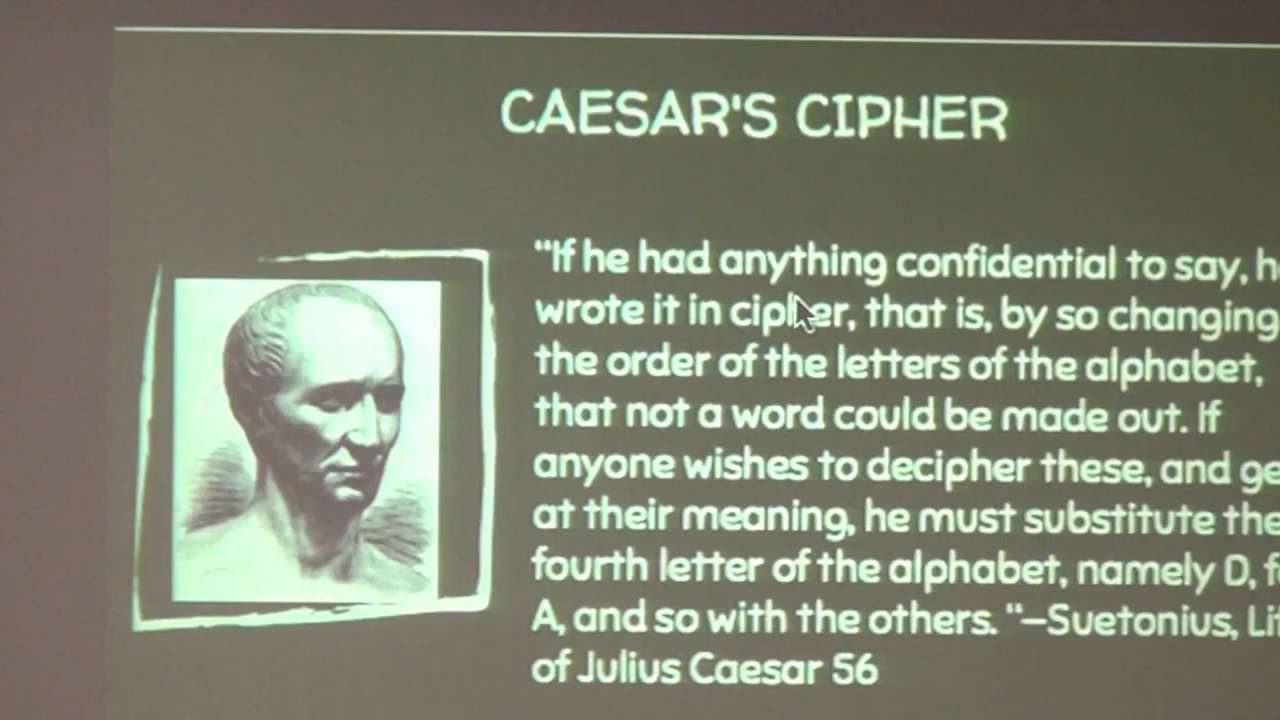 CAESAR'S CIPHER
"If he had anything confidential to say,
wrote it in cipher, that is, by so changing
the order of the letters of the alphabet,
that not a word could be made out. If
anyone wishes to decipher these, and
at their meaning, he must substitute the
fourth letter of the alphabet, namely D,
A, and so with the others. "—Suetonius,
of Julius Caesar 56